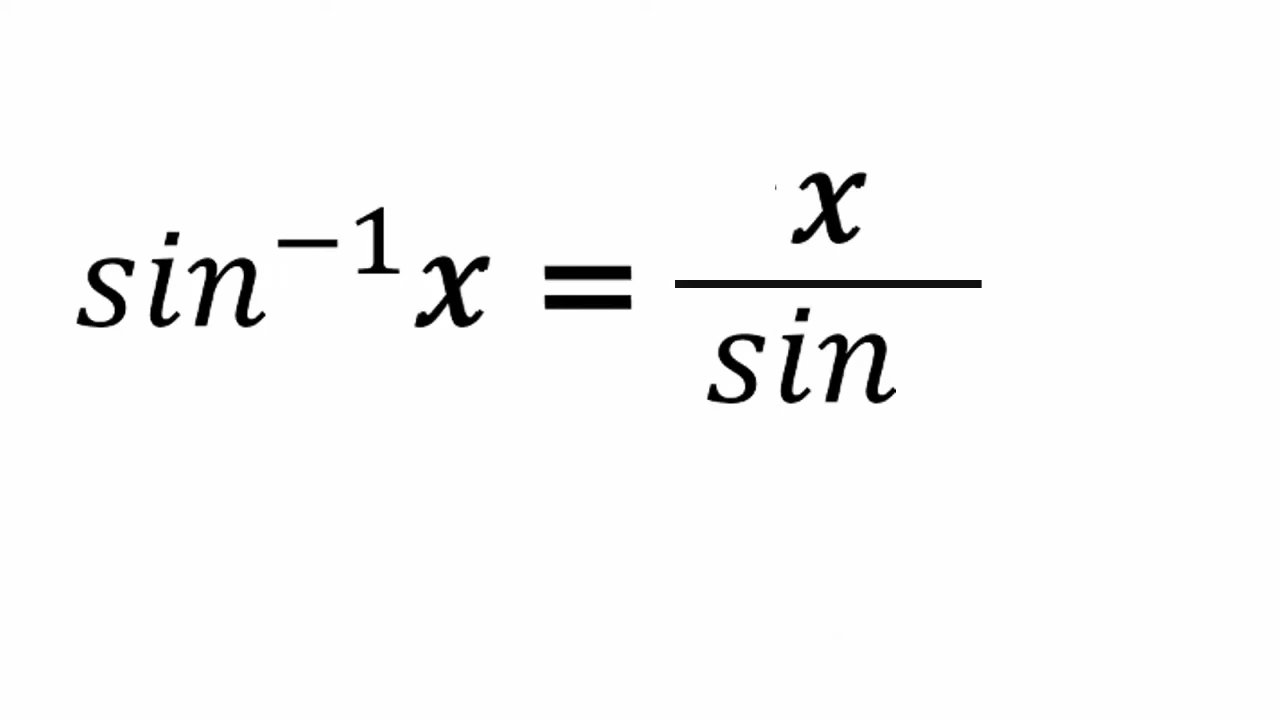 sin⁻¹x = x/sin